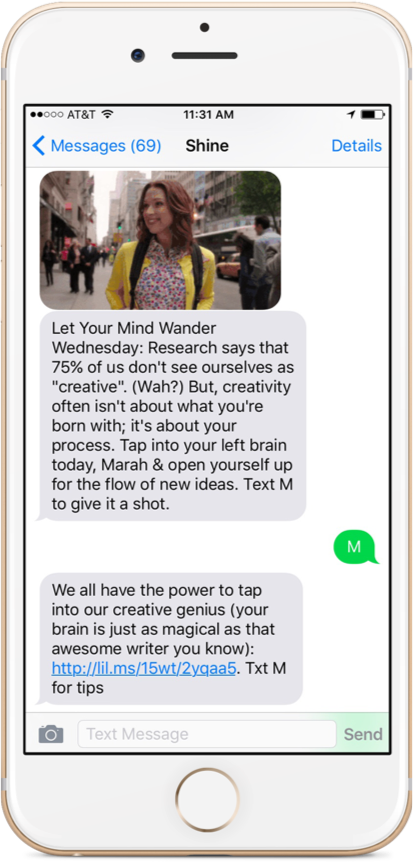 AT&T 11:31 AM
Messages (69) Shine Details
Let Your Mind Wander
Wednesday: Research says that
75% of us don't see ourselves as
"creative". (Wah?) But, creativity
often isn't about what you're
born with; it's about your
process. Tap into your left brain
today, Marah & open yourself up
for the flow of new ideas. Text M
to give it a shot.
M
We all have the power to tap
into our creative genius (your
brain is just as magical as that
awesome writer you know):
http://lil.ms/15wt/2yqaa5. Txt M
for tips
Text Message Send